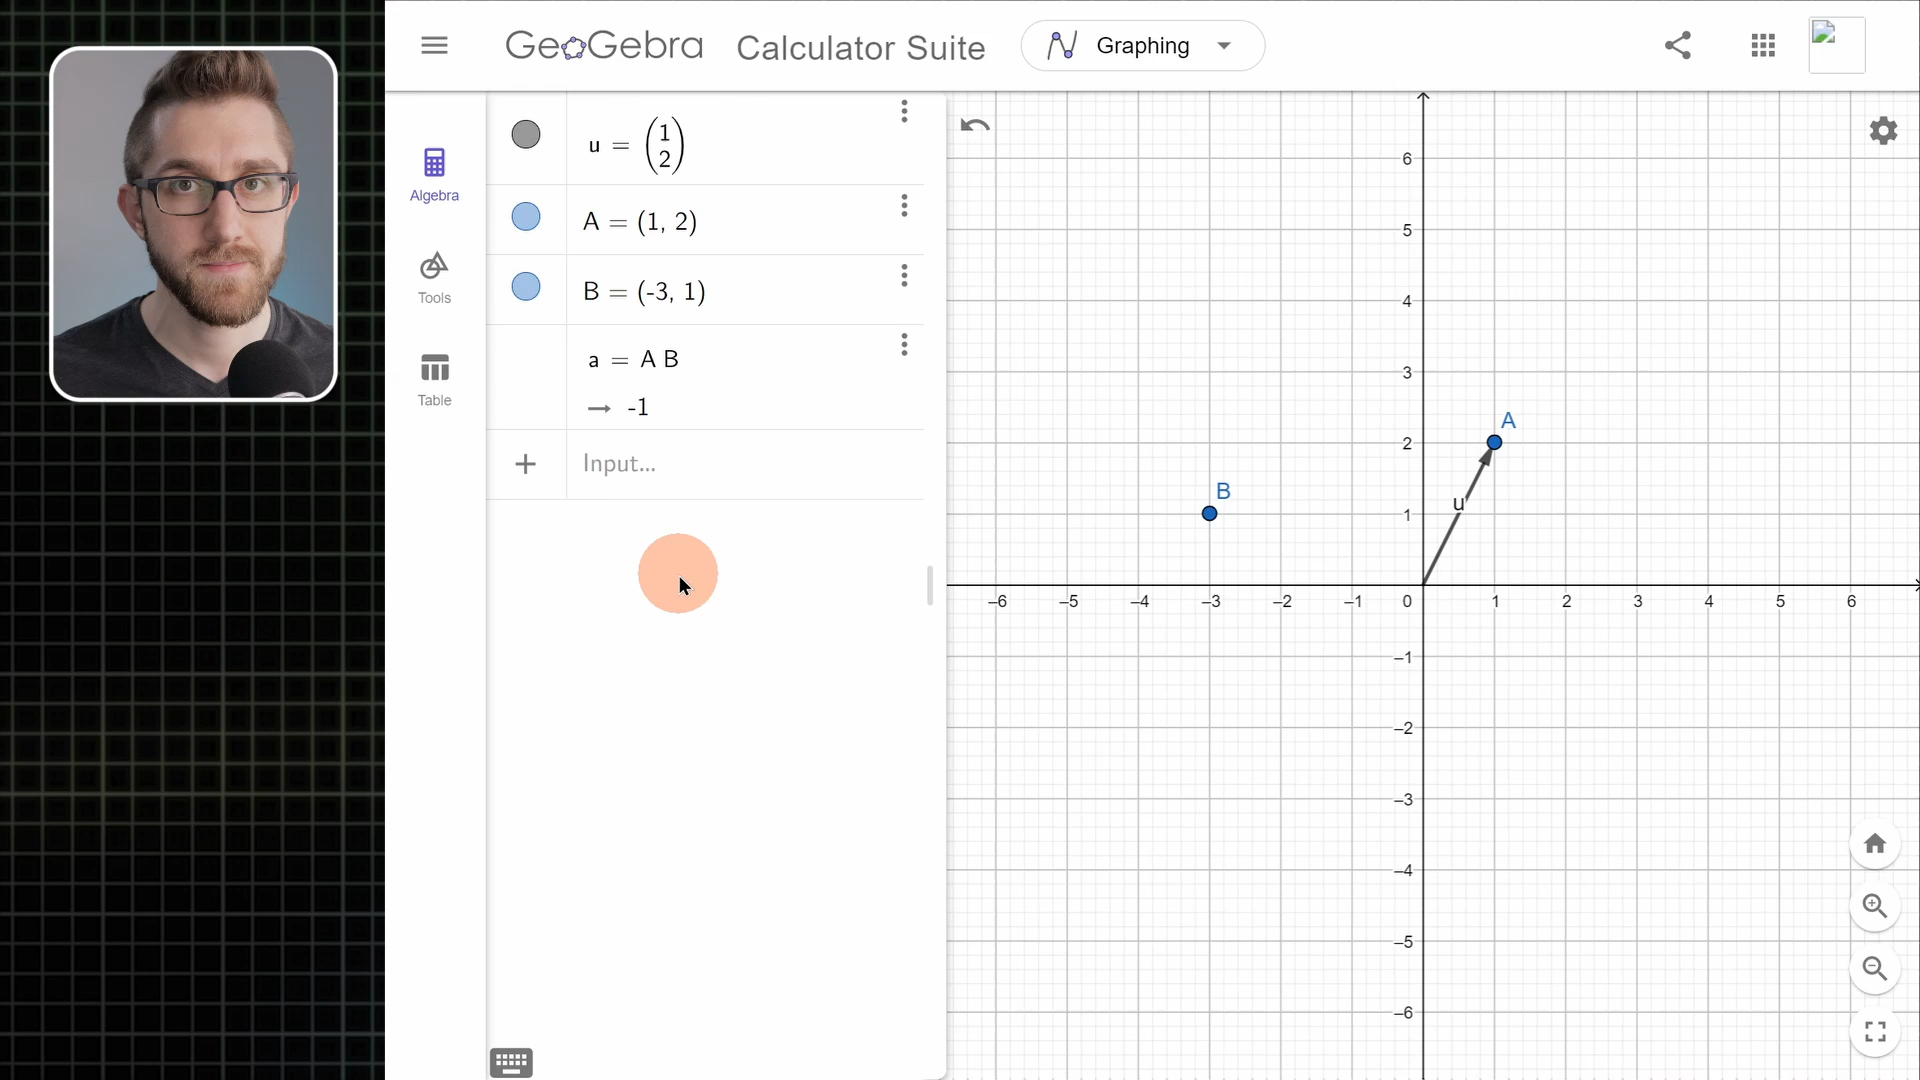 GeoGebra Calculator Suite Graphing
Algebra
Tools
Table
u = (1 2)
A = (1, 2)
B = (-3, 1)
a = A B
→ -1
+ Input...
6
5
4
3
2
1
–6 –5 –4 –3 –2 –1 0 1 2 3 4 5 6
–1
–2
–3
–4
–5
–6
A
B
u